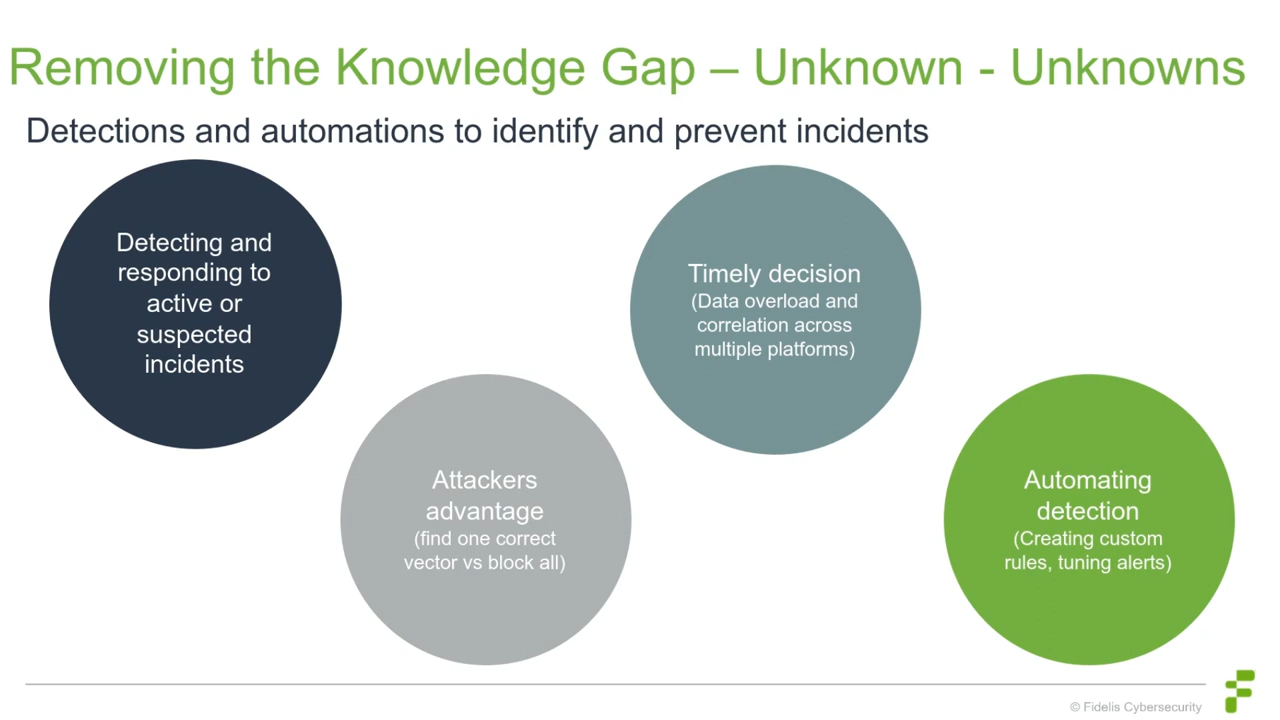 Removing the Knowledge Gap – Unknown - Unknowns
Detections and automations to identify and prevent incidents
Detecting and
responding to
active or
suspected
incidents
Attackers
advantage
(find one correct
vector vs block all)
Timely decision
(Data overload and
correlation across
multiple platforms)
Automating
detection
(Creating custom
rules, tuning alerts)
© Fidelis Cybersecurity